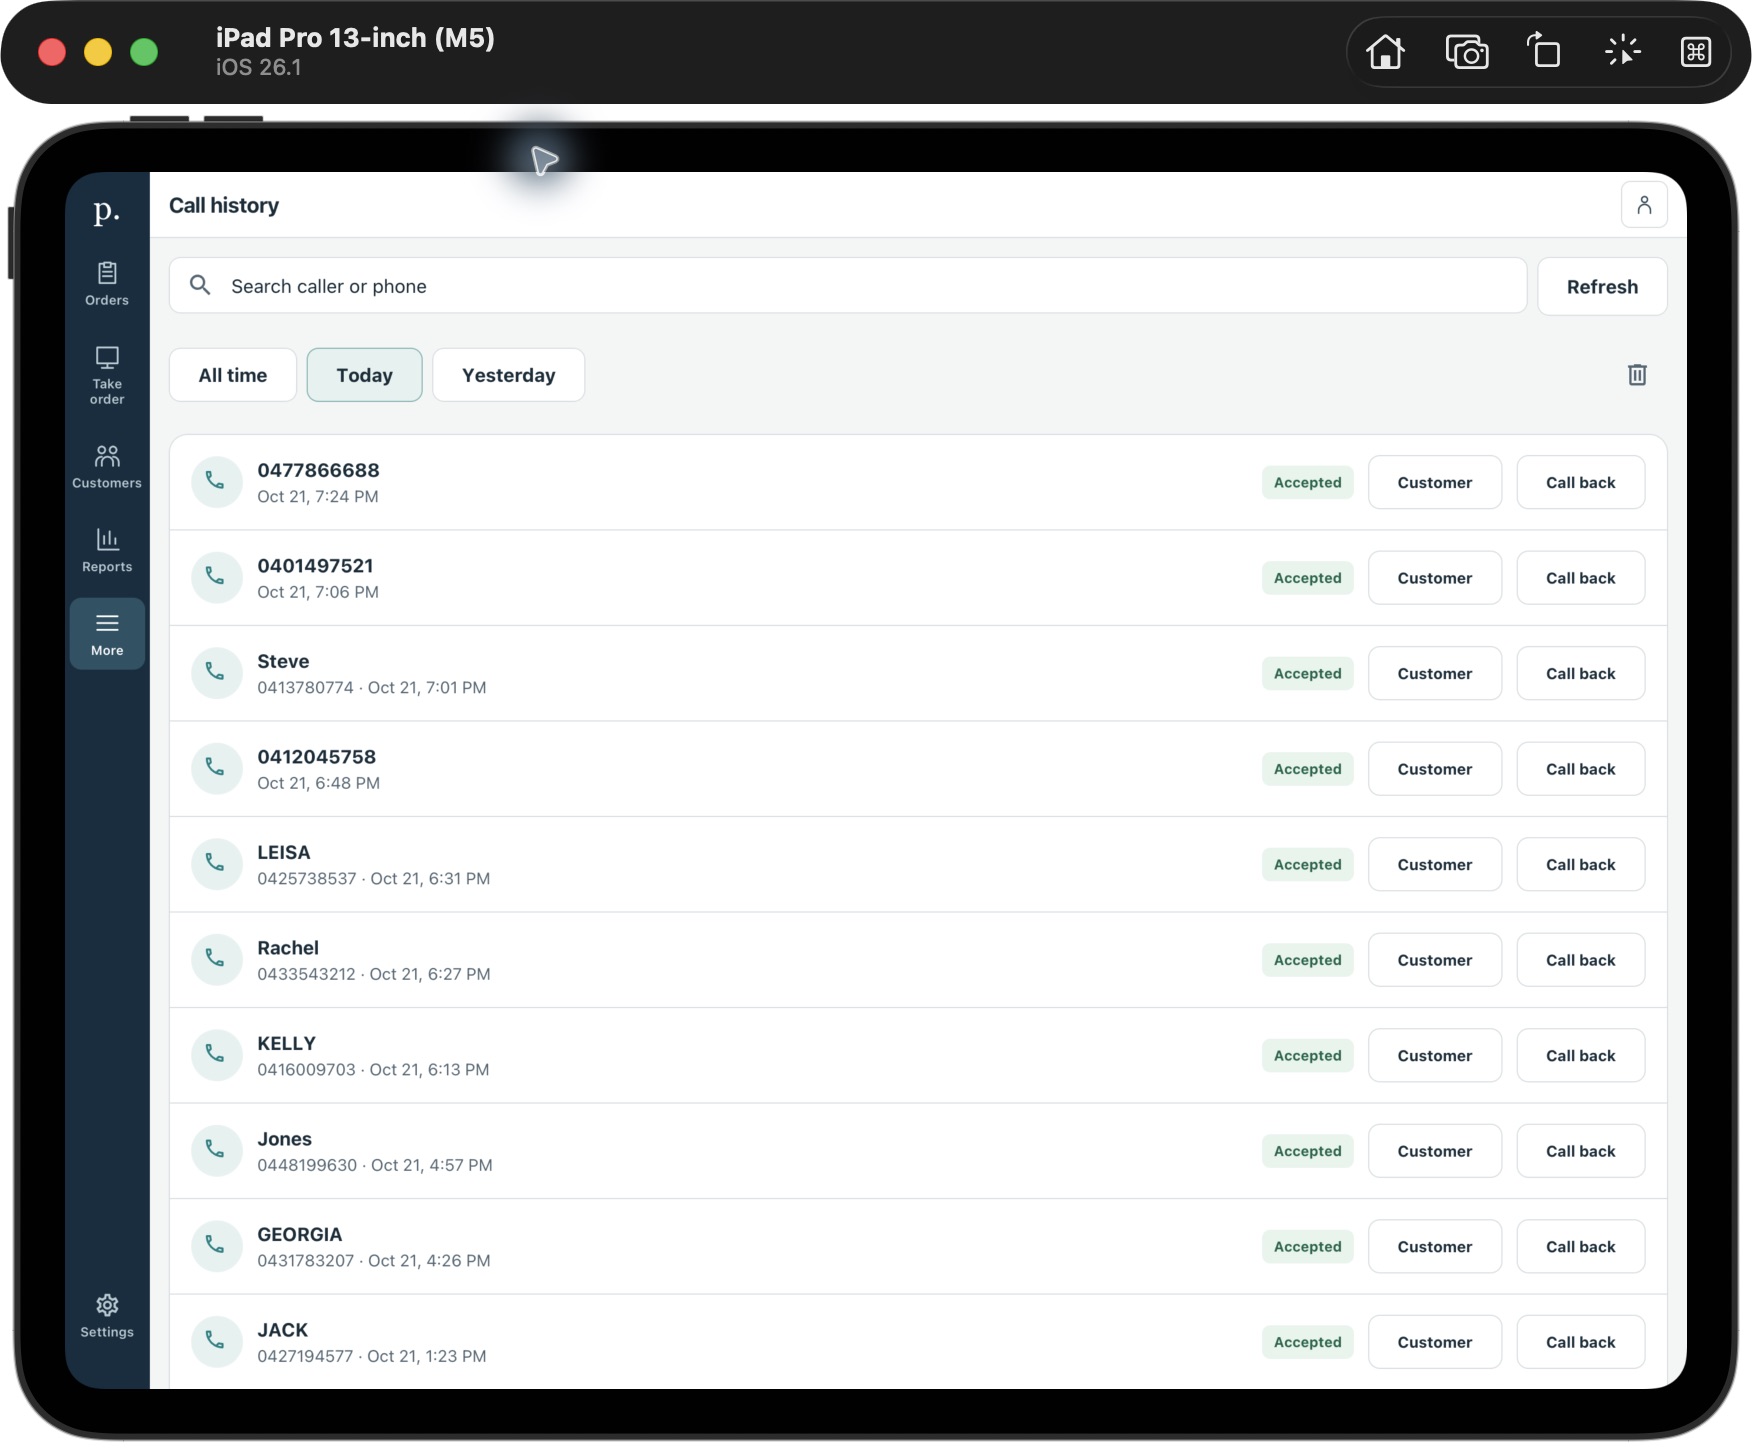 iPad Pro 13-inch (M5)
iOS 26.1
p.
Call history
Orders
Take
order
Customers
Reports
More
Settings
Search caller or phone
Refresh
All time
Today
Yesterday
0477866688
Oct 21, 7:24 PM
Accepted
Customer
Call back
0401497521
Oct 21, 7:06 PM
Accepted
Customer
Call back
Steve
0413780774 · Oct 21, 7:01 PM
Accepted
Customer
Call back
0412045758
Oct 21, 6:48 PM
Accepted
Customer
Call back
LEISA
0425738537 · Oct 21, 6:31 PM
Accepted
Customer
Call back
Rachel
0433543212 · Oct 21, 6:27 PM
Accepted
Customer
Call back
KELLY
0416009703 · Oct 21, 6:13 PM
Accepted
Customer
Call back
Jones
0448199630 · Oct 21, 4:57 PM
Accepted
Customer
Call back
GEORGIA
0431783207 · Oct 21, 4:26 PM
Accepted
Customer
Call back
JACK
0427194577 · Oct 21, 1:23 PM
Accepted
Customer
Call back